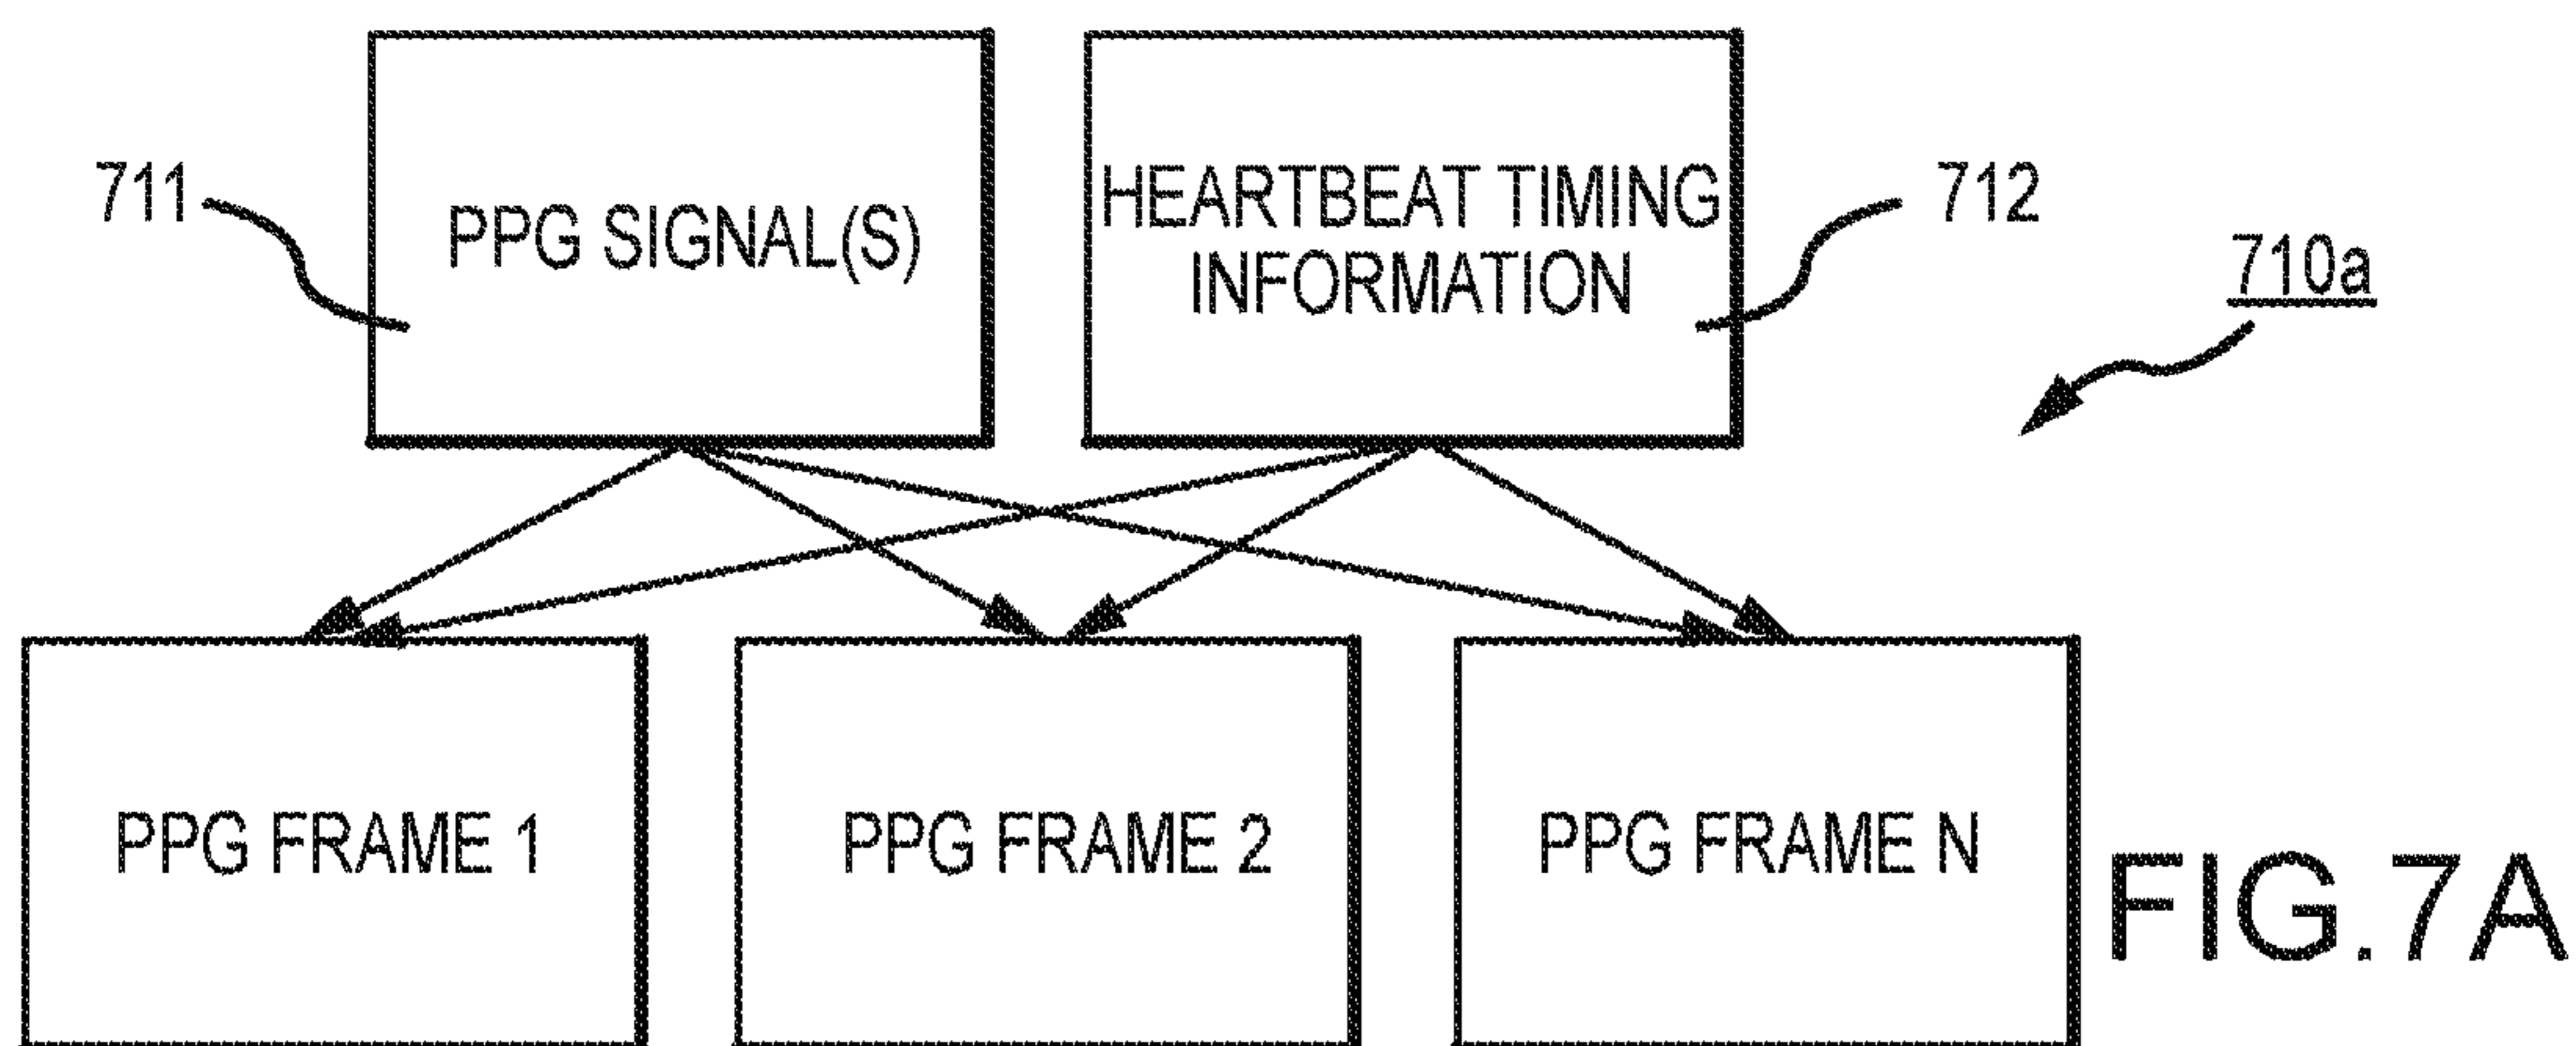 711
PPG SIGNAL(S)
HEARTBEAT TIMING
INFORMATION
712
710a
PPG FRAME 1
PPG FRAME 2
PPG FRAME N
FIG.7A